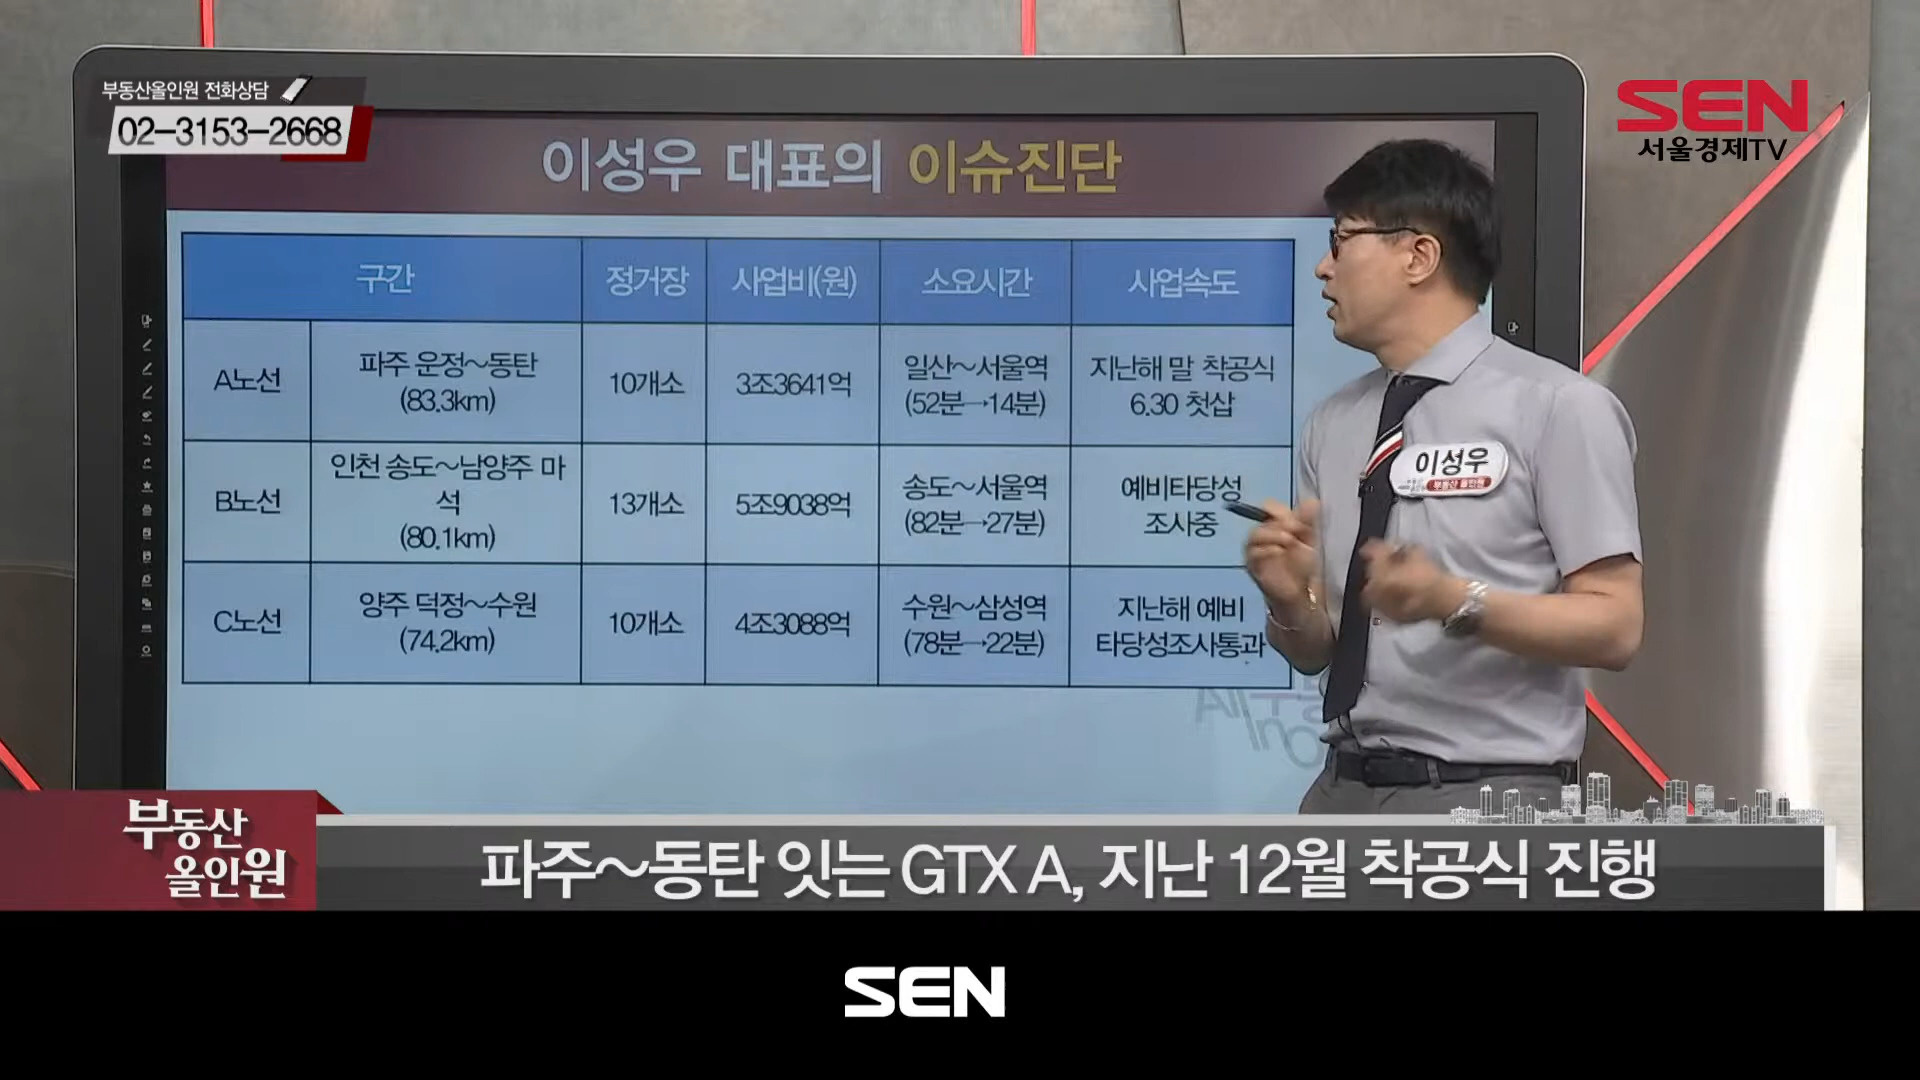 부동산올인원 전화상담
02-3153-2668
SEN
서울경제TV
이성우 대표의 이슈진단
구간 정거장 사업비(원) 소요시간 사업속도
A노선
파주 운정~동탄
(83.3km)
10개소
3조3641억
일산~서울역
(52분→14분)
지난해 말 착공식
6.30 첫삽
B노선
인천 송도~남양주 마
석
(80.1km)
13개소
5조9038억
송도~서울역
(82분→27분)
예비타당성
조사중
C노선
양주 덕정~수원
(74.2km)
10개소
4조3088억
수원~삼성역
(78분→22분)
지난해 예비
타당성조사통과
이성우
부동산 올인원
부동산
올인원
파주~동탄 잇는 GTX A, 지난 12월 착공식 진행
SEN